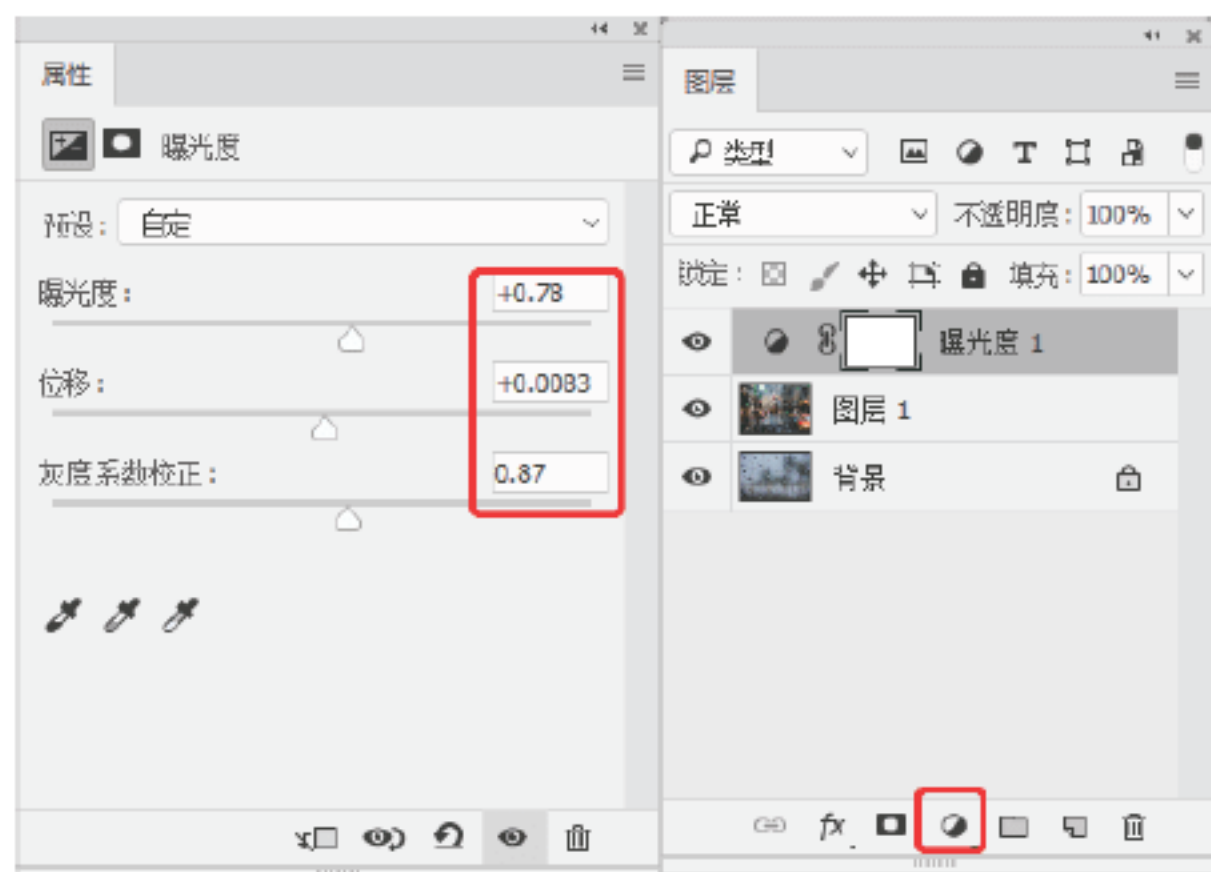 属性
曝光度
预设：
自定
曝光度：
+0.78
位移：
+0.0083
灰度系数校正：
0.87
图层
类型
T
正常
不透明度：
100%
锁定：
填充：
100%
曝光度 1
图层 1
背景
fx